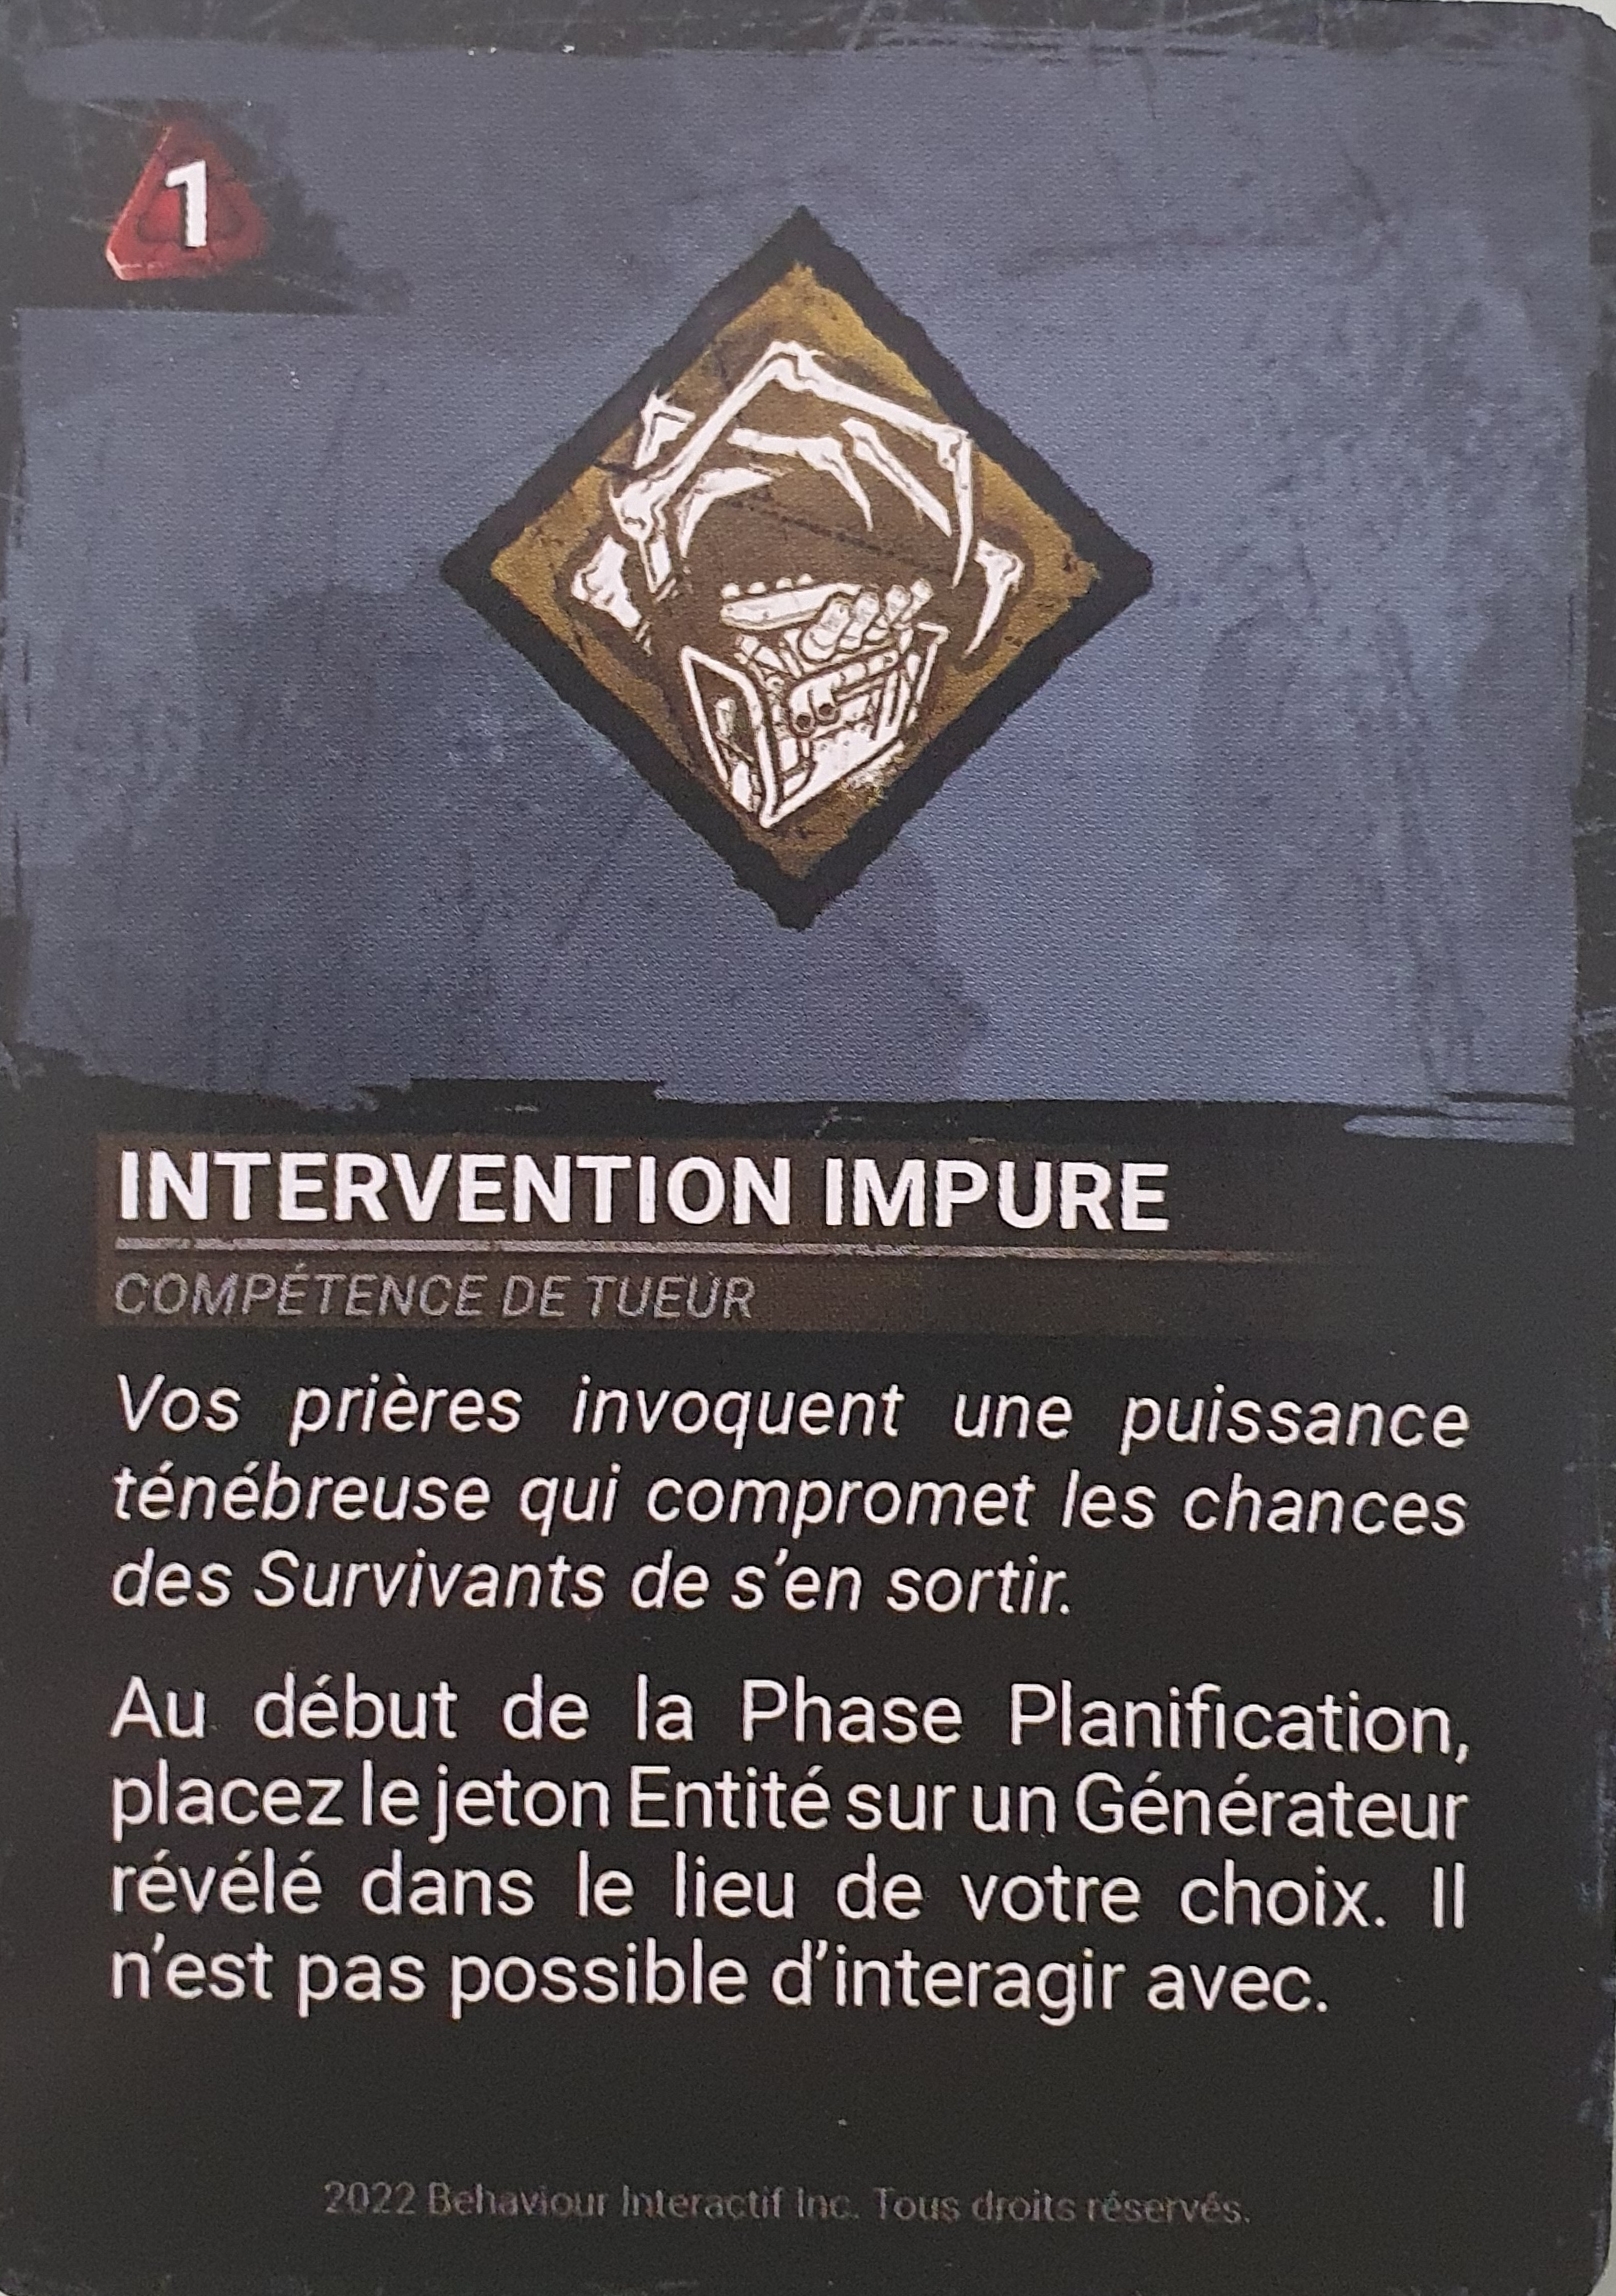 1
INTERVENTION IMPURE
COMPÉTENCE DE TUEUR
Vos prières invoquent une puissance
ténébreuse qui compromet les chances
des Survivants de s'en sortir.
Au début de la Phase Planification,
placez le jeton Entité sur un Générateur
révélé dans le lieu de votre choix. Il
n'est pas possible d'interagir avec.
2022 Behaviour Interactif Inc. Tous droits réservés.